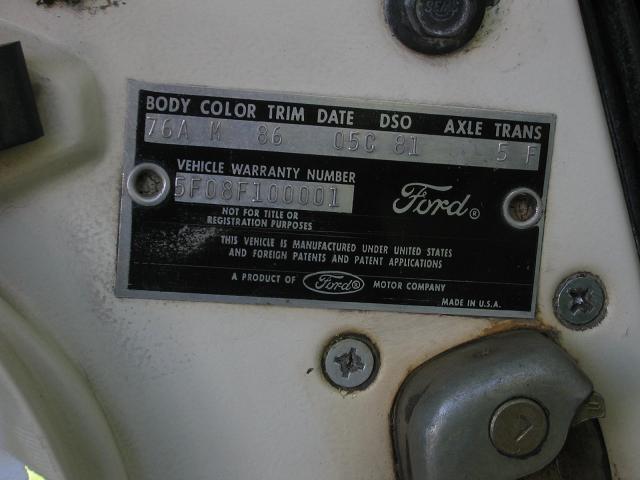 BODY COLOR TRIM DATE DSO AXLE TRANS
76A M 86 05C 81 5 F
VEHICLE WARRANTY NUMBER
5F08F100001
Ford®
NOT FOR TITLE OR
REGISTRATION PURPOSES
THIS VEHICLE IS MANUFACTURED UNDER UNITED STATES
AND FOREIGN PATENTS AND PATENT APPLICATIONS
A PRODUCT OF Ford® MOTOR COMPANY
MADE IN U.S.A.